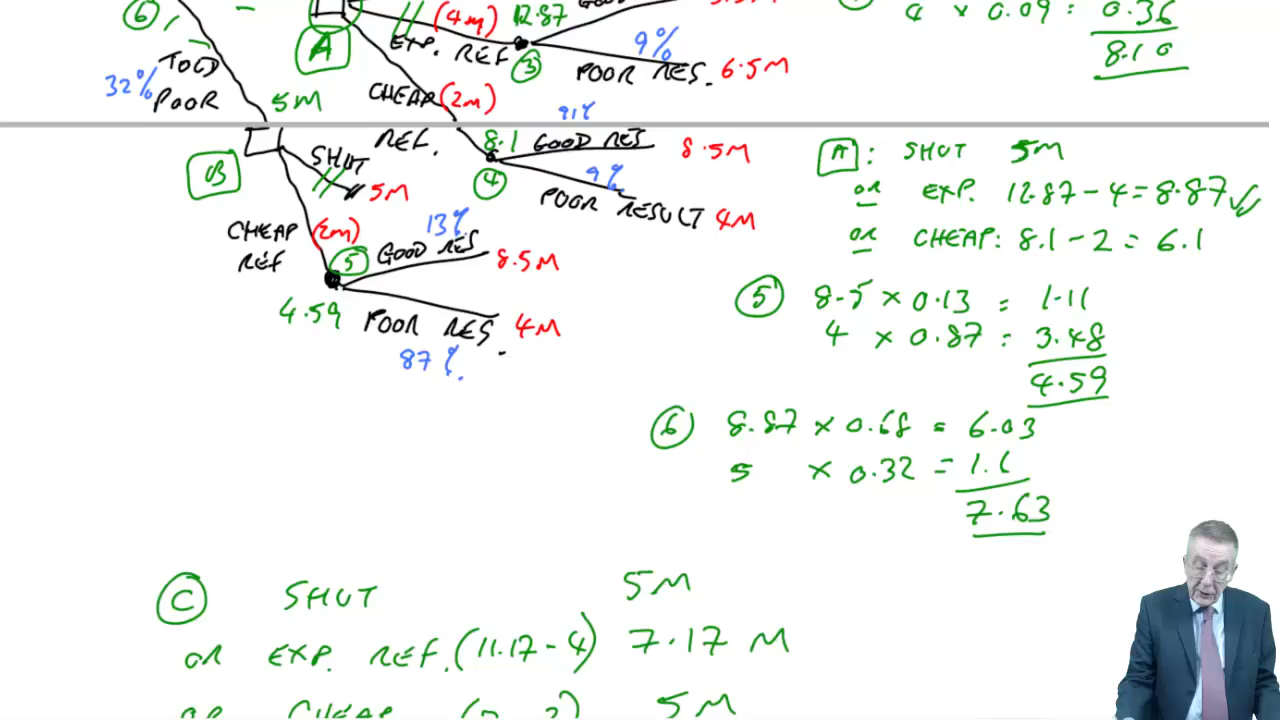 6
TOLD
POOR
32%
5M
A
EXP. REF
(4m)
12.87
3
9%
POOR RES. 6.5M
4 x 0.09 : 0.36
8.10
CHEAP (2m)
REF.
8.1
4
91%
GOOD RES 8.5M
9%
POOR RESULT 4M
B
SHUT
5M
CHEAP (2m)
REF
5
13%
GOOD RES 8.5M
4.59 POOR RES. 4M
87%
A : SHUT 5M
OR EXP. 12.87 - 4 = 8.87
OR CHEAP: 8.1 - 2 = 6.1
5 8.5 x 0.13 = 1.11
4 x 0.87 = 3.48
4.59
6 8.87 x 0.68 = 6.03
5 x 0.32 = 1.6
7.63
C SHUT 5M
OR EXP. REF. (11.17 - 4) 7.17 M
OR CHEAP 5M